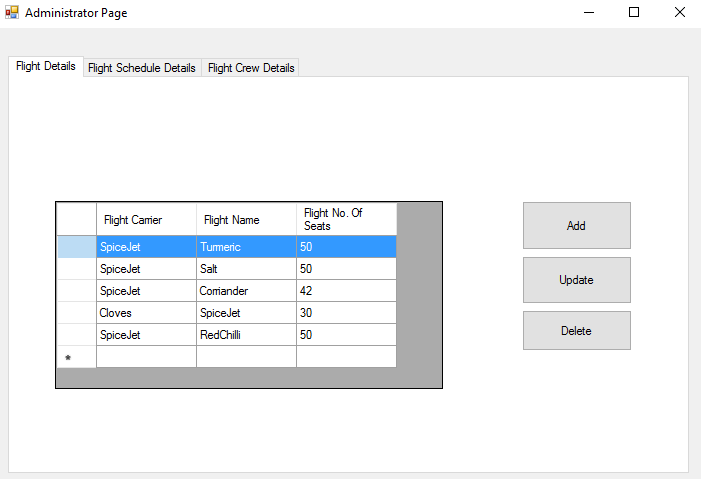 Administrator Page
Flight Details Flight Schedule Details Flight Crew Details
Flight Carrier Flight Name Flight No. Of
Seats
SpiceJet Turmeric 50
SpiceJet Salt 50
SpiceJet Corriander 42
Cloves SpiceJet 30
SpiceJet RedChilli 50
*
Add
Update
Delete